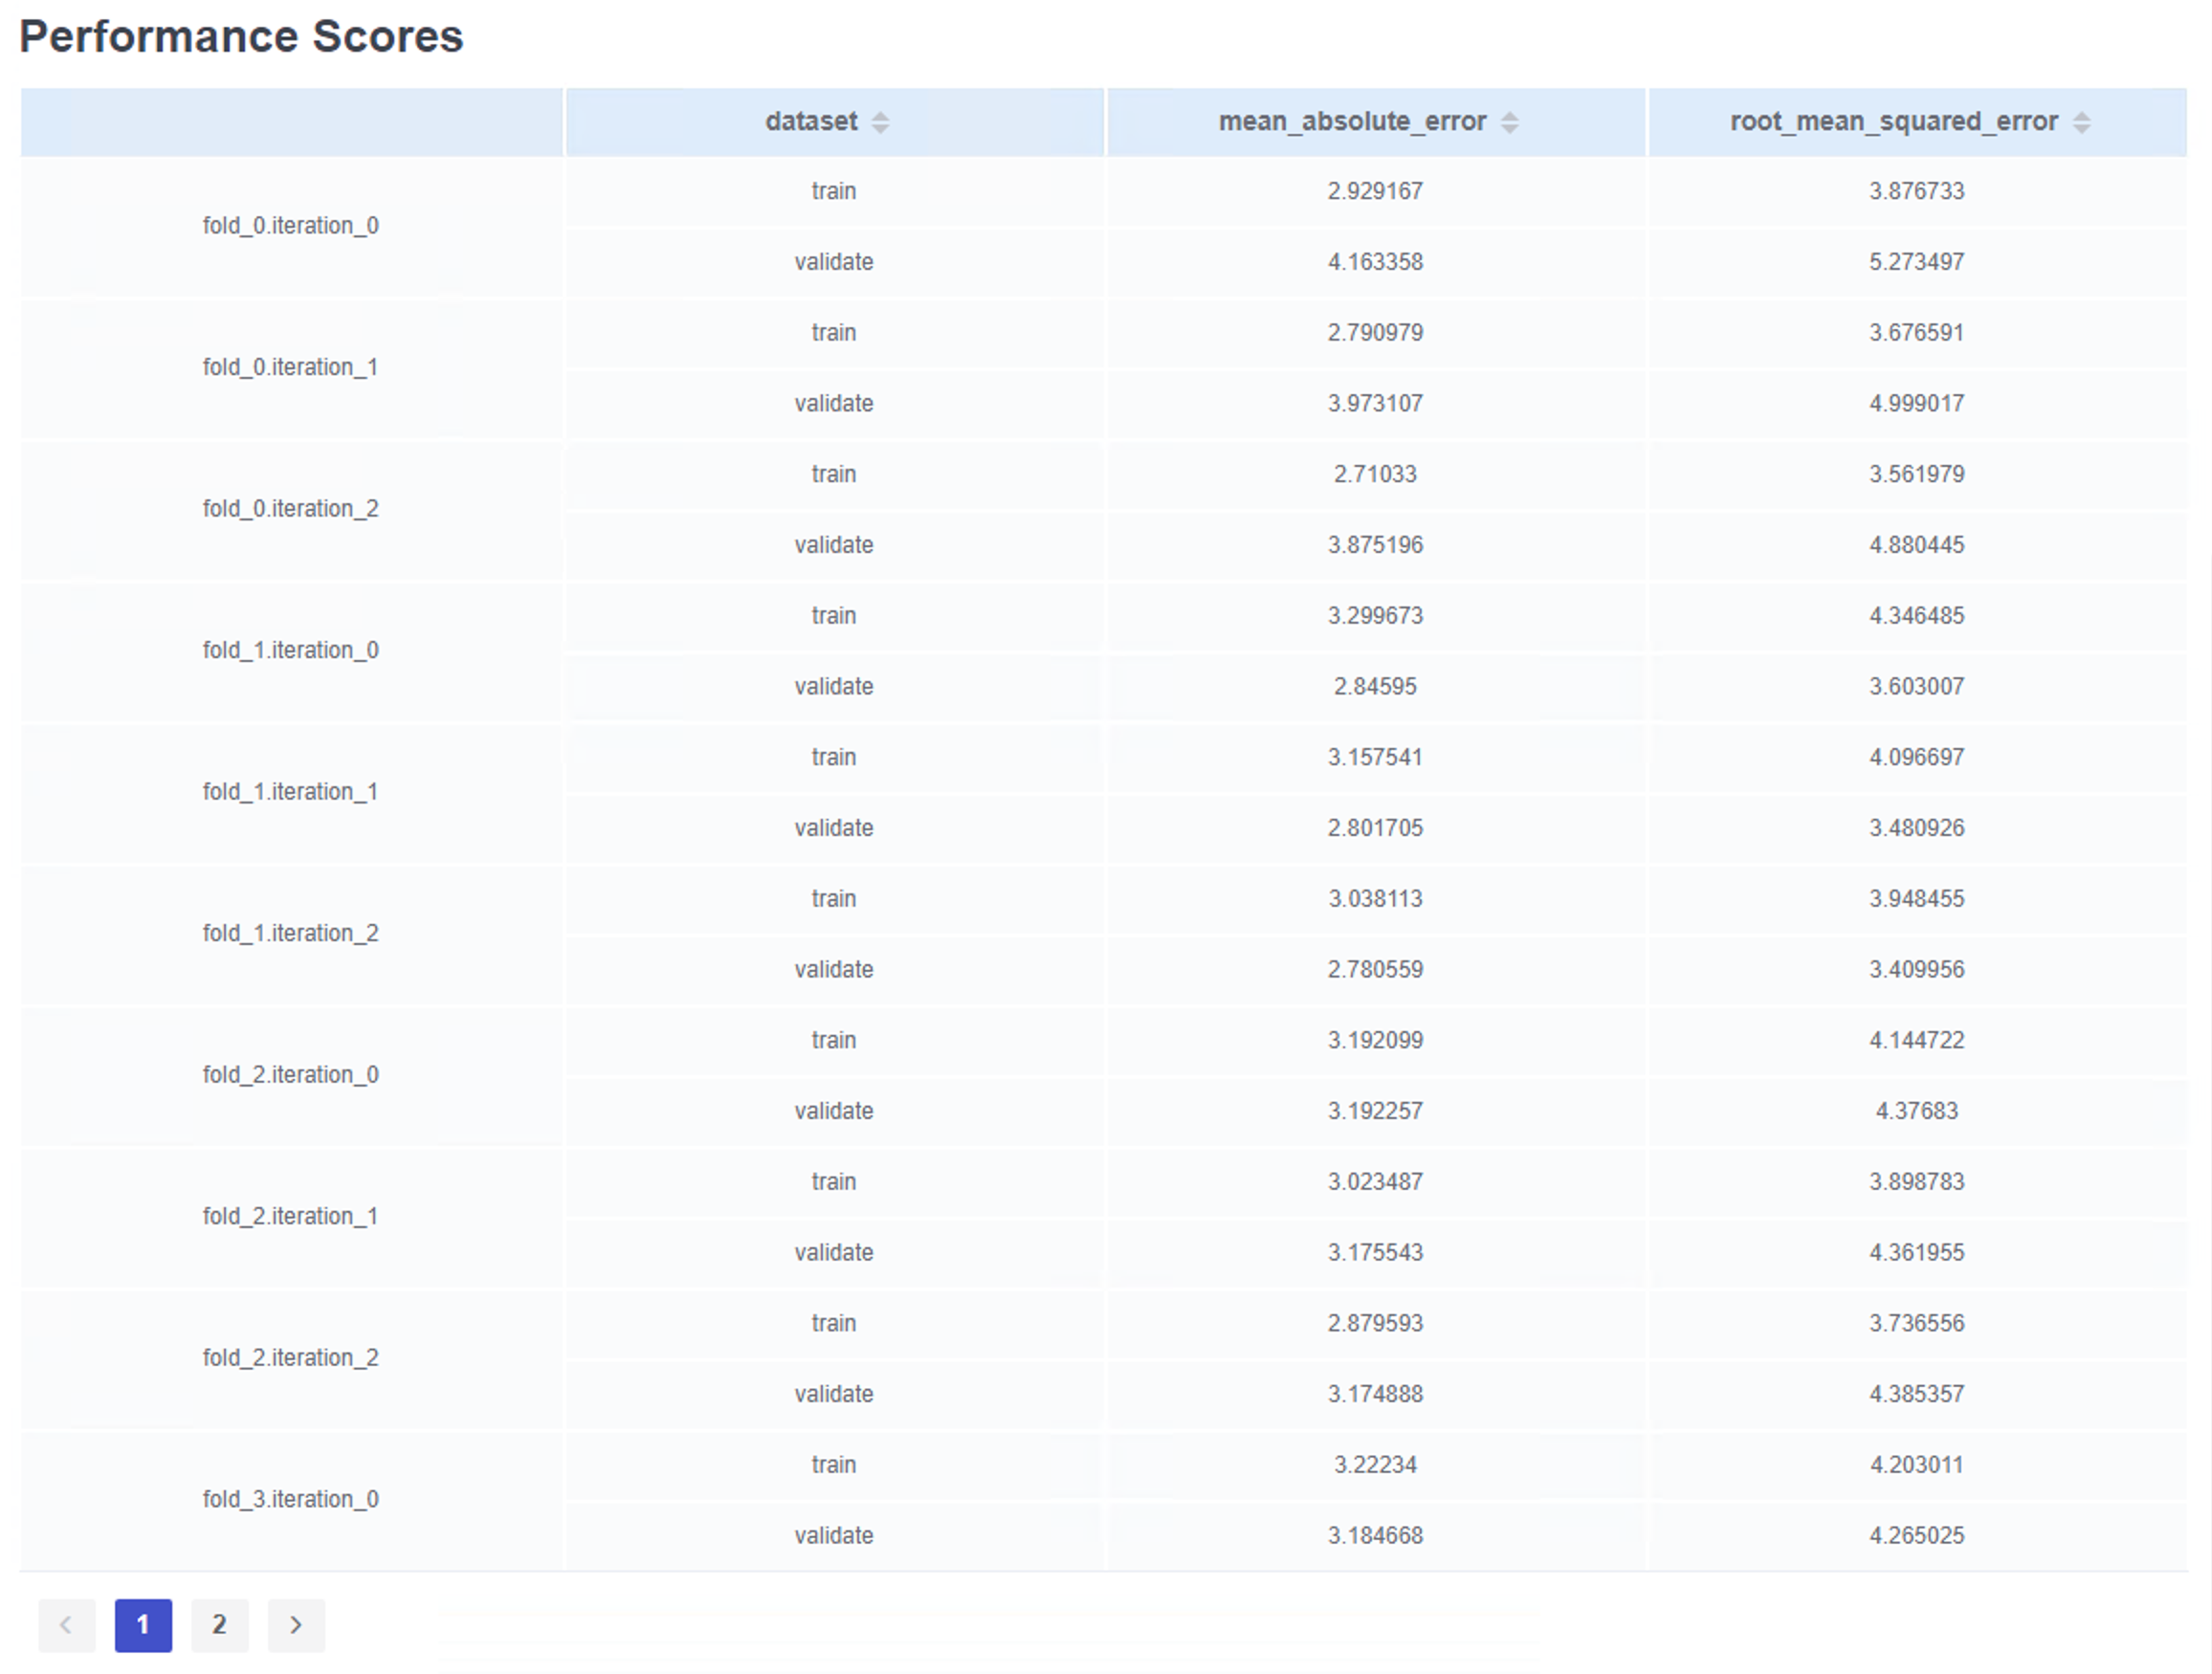 Performance Scores
dataset mean_absolute_error root_mean_squared_error
fold_0.iteration_0
train 2.929167 3.876733
validate 4.163358 5.273497
fold_0.iteration_1
train 2.790979 3.676591
validate 3.973107 4.999017
fold_0.iteration_2
train 2.71033 3.561979
validate 3.875196 4.880445
fold_1.iteration_0
train 3.299673 4.346485
validate 2.84595 3.603007
fold_1.iteration_1
train 3.157541 4.096697
validate 2.801705 3.480926
fold_1.iteration_2
train 3.038113 3.948455
validate 2.780559 3.409956
fold_2.iteration_0
train 3.192099 4.144722
validate 3.192257 4.37683
fold_2.iteration_1
train 3.023487 3.898783
validate 3.175543 4.361955
fold_2.iteration_2
train 2.879593 3.736556
validate 3.174888 4.385357
fold_3.iteration_0
train 3.22234 4.203011
validate 3.184668 4.265025
1 2